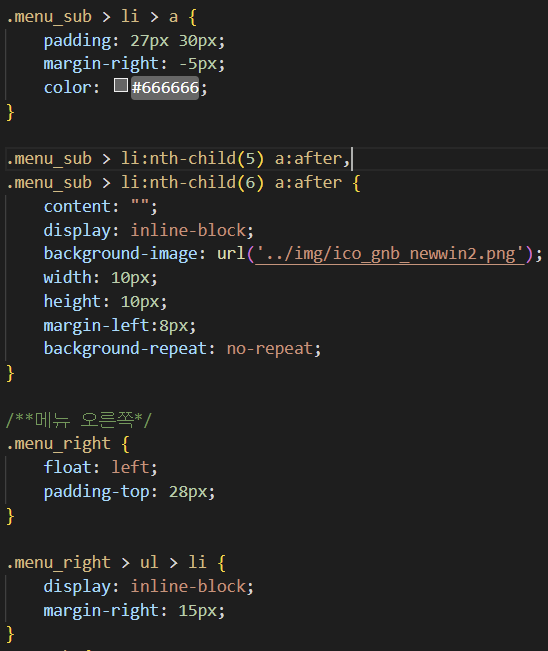 .menu_sub > li > a {
    padding: 27px 30px;
    margin-right: -5px;
    color: #666666;
}

.menu_sub > li:nth-child(5) a:after,
.menu_sub > li:nth-child(6) a:after {
    content: "";
    display: inline-block;
    background-image: url('../img/ico_gnb_newwin2.png');
    width: 10px;
    height: 10px;
    margin-left:8px;
    background-repeat: no-repeat;
}

/**메뉴 오른쪽*/
.menu_right {
    float: left;
    padding-top: 28px;
}

.menu_right > ul > li {
    display: inline-block;
    margin-right: 15px;
}